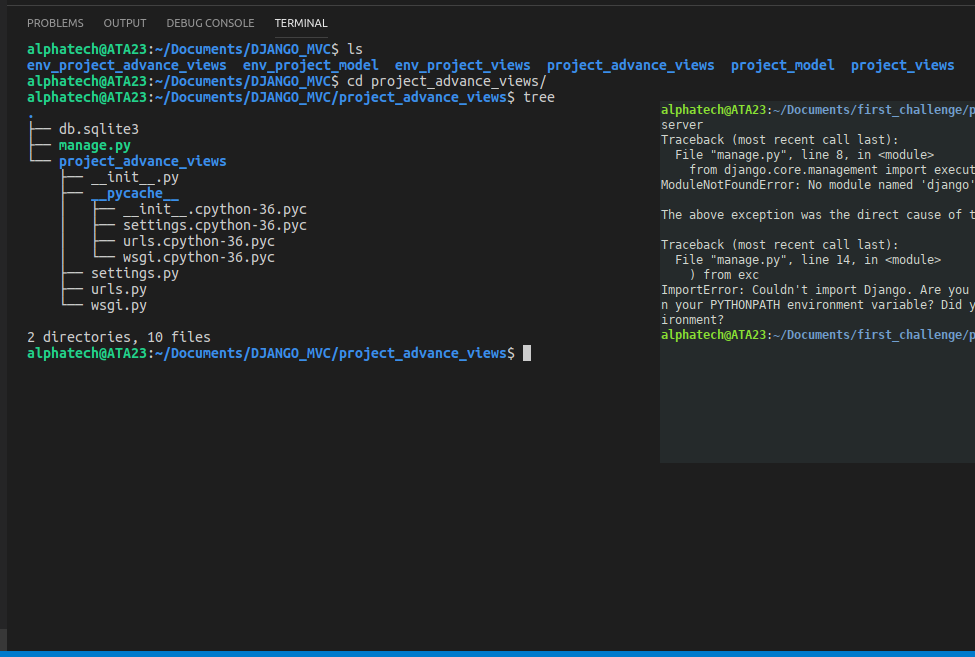 PROBLEMS OUTPUT DEBUG CONSOLE TERMINAL
alphatech@ATA23:~/Documents/DJANGO_MVC$ ls
env_project_advance_views env_project_model env_project_views project_advance_views project_model project_views
alphatech@ATA23:~/Documents/DJANGO_MVC$ cd project_advance_views/
alphatech@ATA23:~/Documents/DJANGO_MVC/project_advance_views$ tree
.
├── db.sqlite3
├── manage.py
└── project_advance_views
    ├── __init__.py
    ├── __pycache__
    │   ├── __init__.cpython-36.pyc
    │   ├── settings.cpython-36.pyc
    │   ├── urls.cpython-36.pyc
    │   └── wsgi.cpython-36.pyc
    ├── settings.py
    ├── urls.py
    └── wsgi.py
2 directories, 10 files
alphatech@ATA23:~/Documents/DJANGO_MVC/project_advance_views$
alphatech@ATA23:~/Documents/first_challenge/p
server
Traceback (most recent call last):
  File "manage.py", line 8, in <module>
    from django.core.management import execut
ModuleNotFoundError: No module named 'django'
The above exception was the direct cause of t
Traceback (most recent call last):
  File "manage.py", line 14, in <module>
    ) from exc
ImportError: Couldn't import Django. Are you
n your PYTHONPATH environment variable? Did y
ironment?
alphatech@ATA23:~/Documents/first_challenge/p